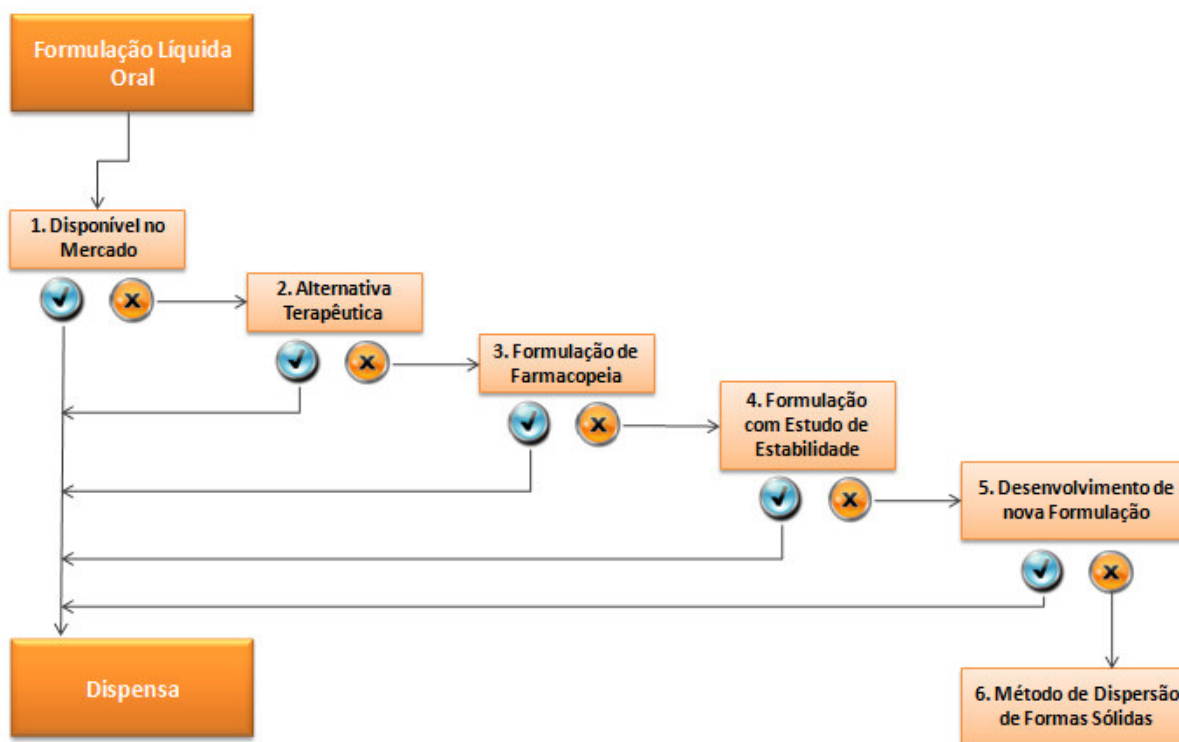 Formulação Líquida
Oral
1. Disponível no
Mercado
2. Alternativa
Terapêutica
3. Formulação de
Farmacopeia
4. Formulação
com Estudo de
Estabilidade
5. Desenvolvimento de
nova Formulação
Dispensa
6. Método de Dispersão
de Formas Sólidas